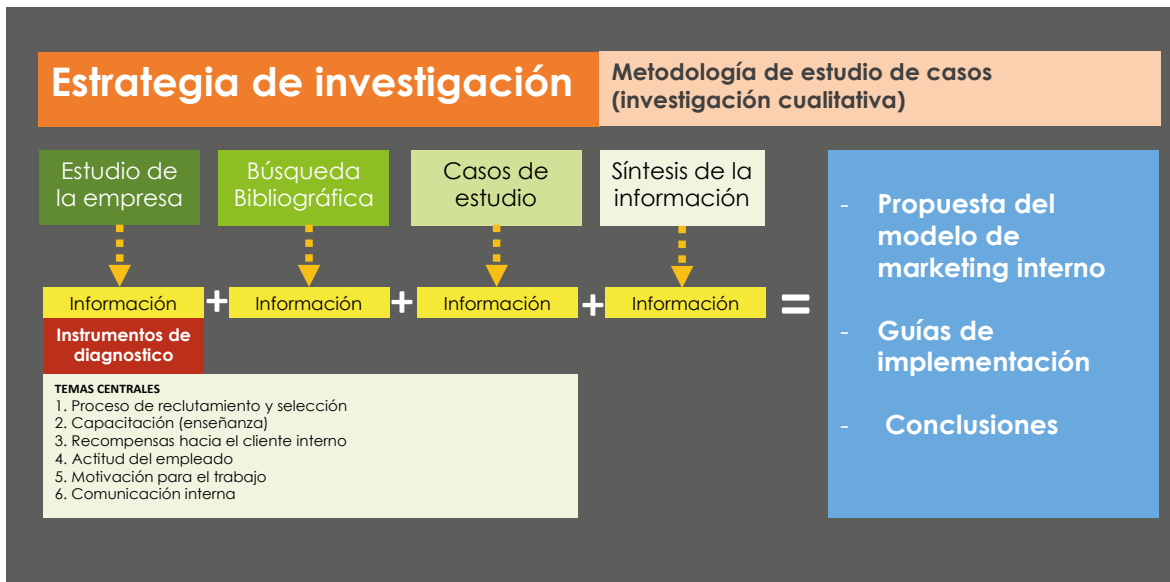 Estrategia de investigación
Metodología de estudio de casos
(investigación cualitativa)
Estudio de
la empresa
Búsqueda
Bibliográfica
Casos de
estudio
Síntesis de la
información
Información
+
Información
+
Información
+
Información
=
Instrumentos de
diagnostico
TEMAS CENTRALES
1. Proceso de reclutamiento y selección
2. Capacitación (enseñanza)
3. Recompensas hacia el cliente interno
4. Actitud del empleado
5. Motivación para el trabajo
6. Comunicación interna
- Propuesta del
modelo de
marketing interno
- Guías de
implementación
- Conclusiones